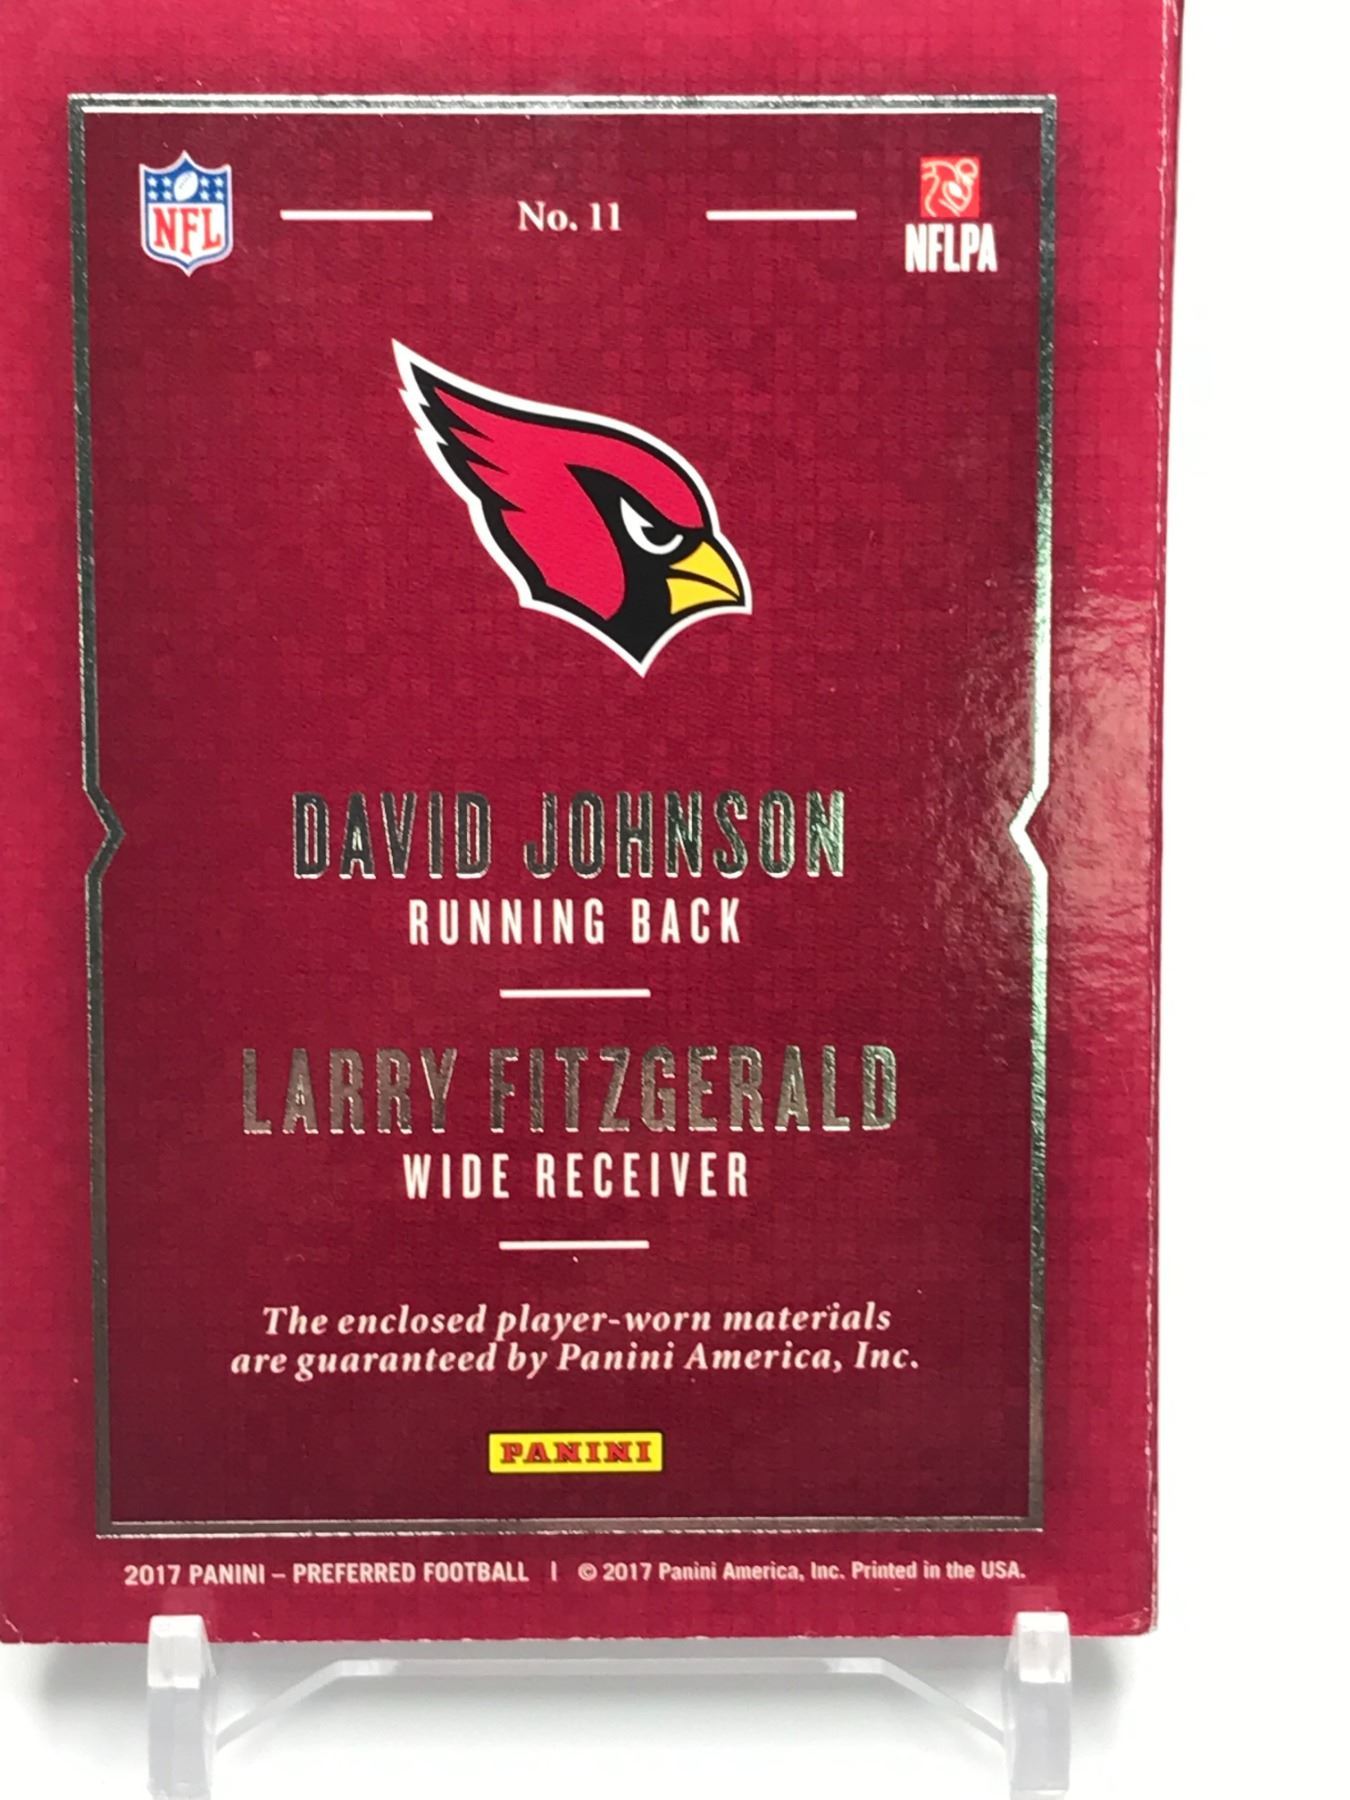 NFL
No. 11
NFLPA
DAVID JOHNSON
RUNNING BACK
LARRY FITZGERALD
WIDE RECEIVER
The enclosed player-worn materials
are guaranteed by Panini America, Inc.
PANINI
2017 PANINI – PREFERRED FOOTBALL | © 2017 Panini America, Inc. Printed in the USA.